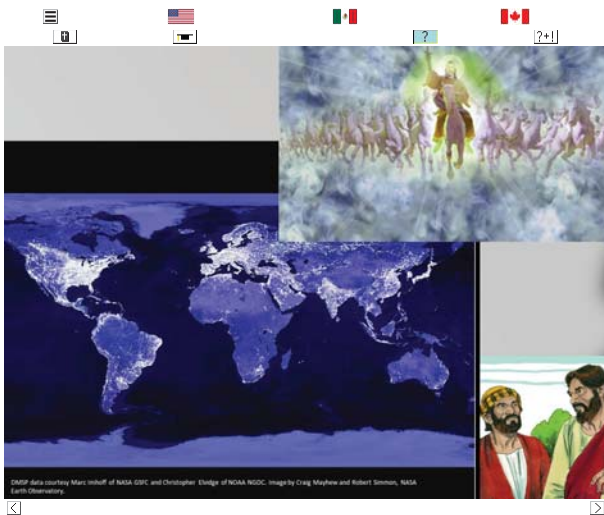 ?
?+!
DMSP data courtesy Marc Imhoff of NASA GSFC and Christopher Elvidge of NOAA NGDC. Image by Craig Mayhew and Robert Simmon, NASA
Earth Observatory.